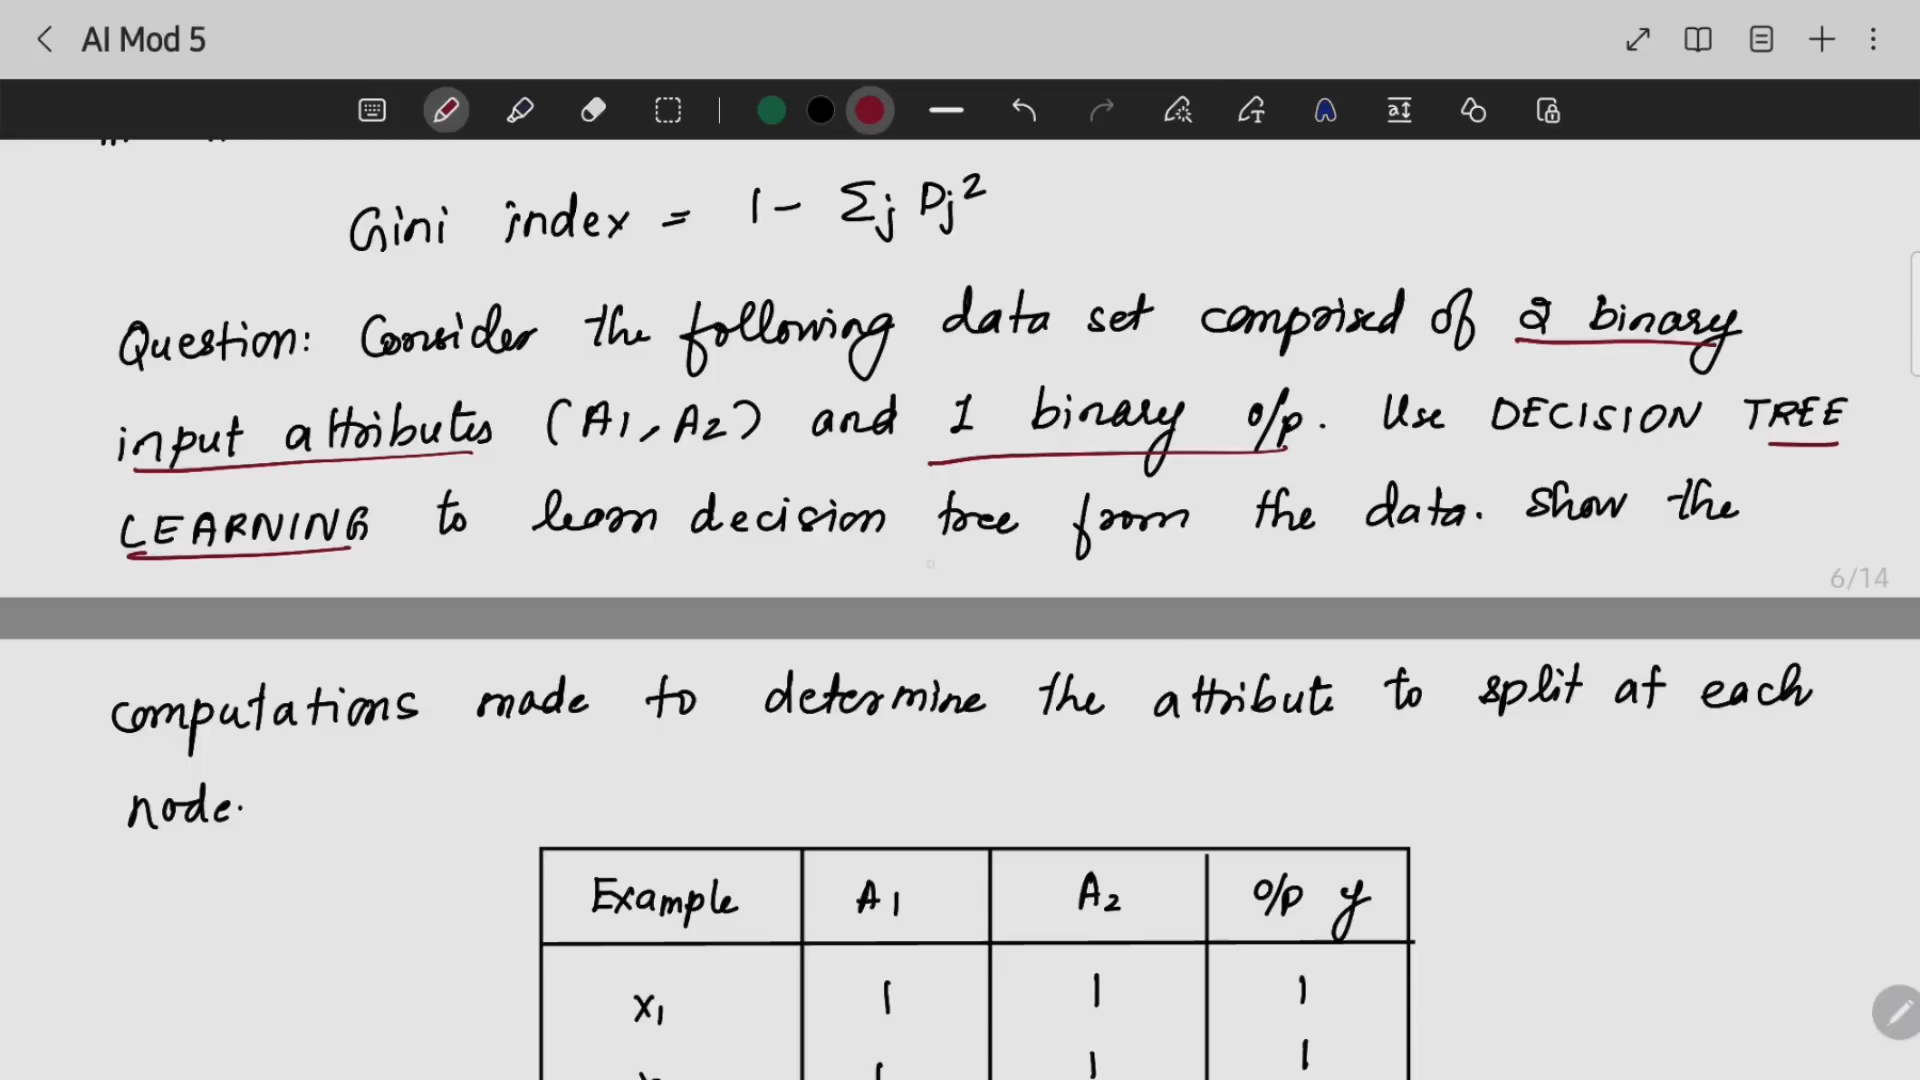 AI Mod 5
Gini index = 1 - Σj Pj²
Question: Consider the following data set comprised of 2 binary
input attributes (A1, A2) and 1 binary o/p. Use DECISION TREE
LEARNING to learn decision tree from the data. Show the
6/14
computations made to determine the attribute to split at each
node.
Example A1 A2 o/p y
x1 1 1 1
1 1 1